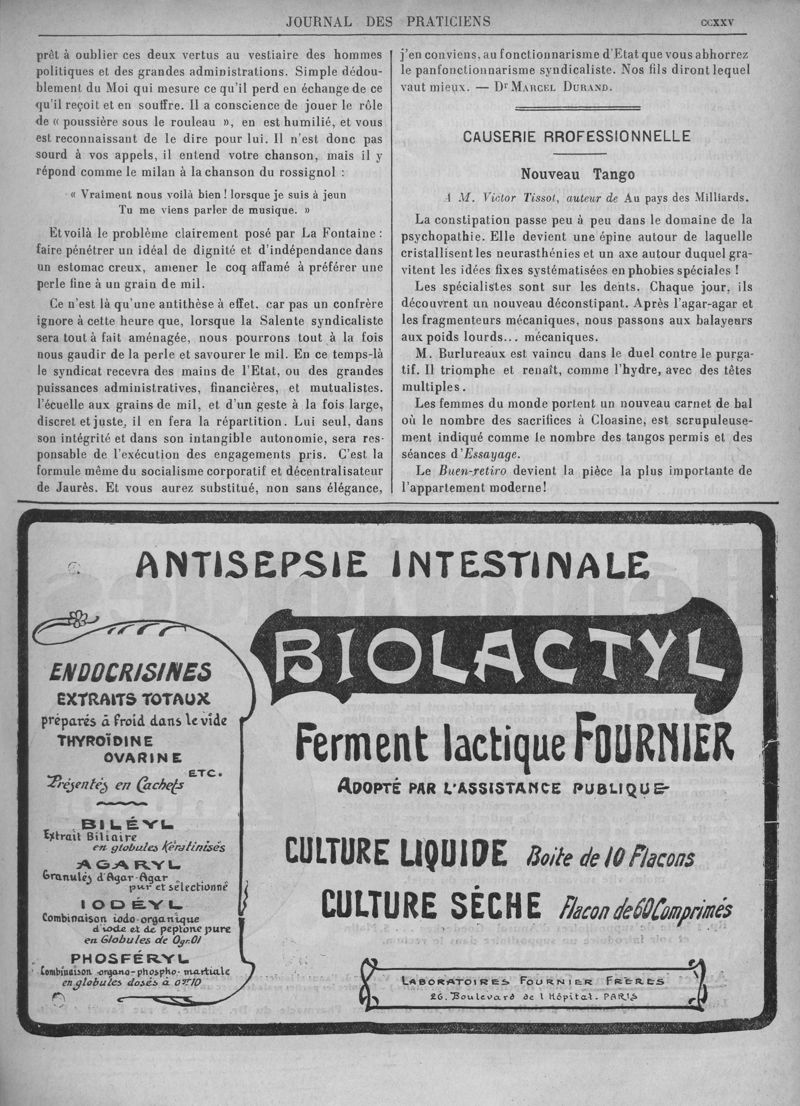 JOURNAL DES PRATICIENS
CCXXV
prêt à oublier ces deux vertus au vestiaire des hommes
politiques et des grandes administrations. Simple dédou-
blement du Moi qui mesure ce qu'il perd en échange de ce
qu'il reçoit et en souffre. Il a conscience de jouer le rôle
de « poussière sous le rouleau », en est humilié, et vous
est reconnaissant de le dire pour lui. Il n'est donc pas
sourd à vos appels, il entend votre chanson, mais il y
répond comme le milan à la chanson du rossignol :
« Vraiment nous voilà bien ! lorsque je suis à jeun
Tu me viens parler de musique. »
Et voilà le problème clairement posé par La Fontaine :
faire pénétrer un idéal de dignité et d'indépendance dans
un estomac creux, amener le coq affamé à préférer une
perle fine à un grain de mil.
Ce n'est là qu'une antithèse à effet. car pas un confrère
ignore à cette heure que, lorsque la Salente syndicaliste
sera tout à fait aménagée, nous pourrons tout à la fois
nous gaudir de la perle et savourer le mil. En ce temps-là
le syndicat recevra des mains de l'Etat, ou des grandes
puissances administratives, financières, et mutualistes.
l'écuelle aux grains de mil, et d'un geste à la fois large,
discret et juste, il en fera la répartition. Lui seul, dans
son intégrité et dans son intangible autonomie, sera res-
ponsable de l'exécution des engagements pris. C'est la
formule même du socialisme corporatif et décentralisateur
de Jaurès. Et vous aurez substitué, non sans élégance,
j'en conviens, au fonctionnarisme d'Etat que vous abhorrez
le panfonctionnarisme syndicaliste. Nos fils diront lequel
vaut mieux. — Dr MARCEL DURAND.
CAUSERIE RROFESSIONNELLE
Nouveau Tango
A M. Victor Tissot, auteur de Au pays des Milliards.
La constipation passe peu à peu dans le domaine de la
psychopathie. Elle devient une épine autour de laquelle
cristallisent les neurasthénies et un axe autour duquel gra-
vitent les idées fixes systématisées en phobies spéciales !
Les spécialistes sont sur les dents. Chaque jour, ils
découvrent un nouveau déconstipant. Après l'agar-agar et
les fragmenteurs mécaniques, nous passons aux balayeurs
aux poids lourds... mécaniques.
M. Burlureaux est vaincu dans le duel contre le purga-
tif. Il triomphe et renaît, comme l'hydre, avec des têtes
multiples.
Les femmes du monde portent un nouveau carnet de bal
où le nombre des sacrifices à Cloasine, est scrupuleuse-
ment indiqué comme le nombre des tangos permis et des
séances d'Essayage.
Le Buen-retiro devient la pièce la plus importante de
l'appartement moderne!
ANTISEPSIE INTESTINALE
ENDOCRISINES
EXTRAITS TOTAUX
préparés à froid dans le vide
THYROÏDINE
OVARINE
ETC.
Présentés en Cachets
BILÉYL
Extrait Biliaire
en globules Kératinisés
AGARYL
Granulés d'Agar-Agar
pur et sélectionné
IODÉYL
Combinaison iodo-organique
d'iode et de peptone pure
en Globules de 0gr.01
PHOSFÉRYL
Combinaison organo-phospho-martiale
en globules dosés à 0gr10
BIOLACTYL
Ferment lactique FOURNIER
ADOPTÉ PAR L'ASSISTANCE PUBLIQUE
CULTURE LIQUIDE Boîte de 10 Flacons
CULTURE SÈCHE Flacon de 60 Comprimés
LABORATOIRES FOURNIER FRÈRES
26. Boulevard de l'Hôpital. PARIS